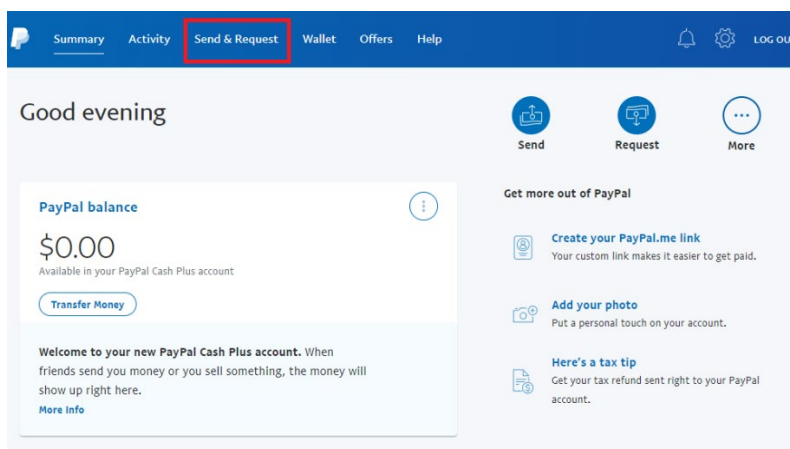 Summary Activity Send & Request Wallet Offers Help LOG OU
Good evening
Send Request More
PayPal balance
$0.00
Available in your PayPal Cash Plus account
Transfer Money
Welcome to your new PayPal Cash Plus account. When
friends send you money or you sell something, the money will
show up right here.
More Info
Get more out of PayPal
Create your PayPal.me link
Your custom link makes it easier to get paid.
Add your photo
Put a personal touch on your account.
Here's a tax tip
Get your tax refund sent right to your PayPal
account.